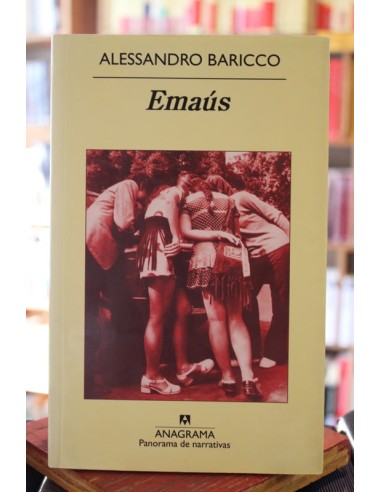 ALESSANDRO BARICCO
Emaús
ANAGRAMA
Panorama de narrativas